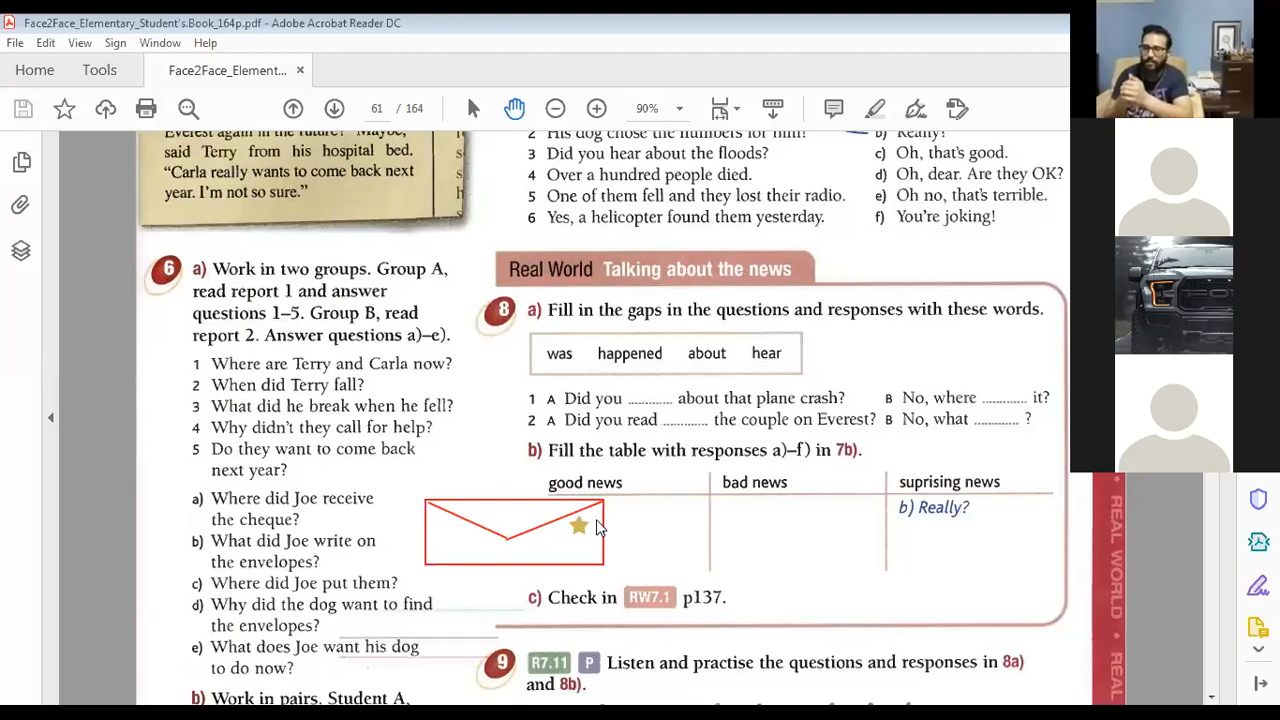 Face2Face_Elementary_Student's.Book_164p.pdf - Adobe Acrobat Reader DC
File Edit View Sign Window Help
Home Tools Face2Face_Element... ×
61 / 164 90%
Everest again in the future? Maybe,
said Terry from his hospital bed.
"Carla really wants to come back next
year. I'm not so sure."
2 His dog chose the numbers for him! b) Really?
3 Did you hear about the floods? c) Oh, that's good.
4 Over a hundred people died. d) Oh, dear. Are they OK?
5 One of them fell and they lost their radio. e) Oh no, that's terrible.
6 Yes, a helicopter found them yesterday. f) You're joking!
6 a) Work in two groups. Group A,
read report 1 and answer
questions 1–5. Group B, read
report 2. Answer questions a)–e).
1 Where are Terry and Carla now?
2 When did Terry fall?
3 What did he break when he fell?
4 Why didn't they call for help?
5 Do they want to come back
next year?
a) Where did Joe receive
the cheque?
b) What did Joe write on
the envelopes?
c) Where did Joe put them?
d) Why did the dog want to find
the envelopes?
e) What does Joe want his dog
to do now?
b) Work in pairs. Student A,
Real World Talking about the news
8 a) Fill in the gaps in the questions and responses with these words.
was happened about hear
1 A Did you ........... about that plane crash? B No, where ........... it?
2 A Did you read ........... the couple on Everest? B No, what ........... ?
b) Fill the table with responses a)–f) in 7b).
good news bad news suprising news
b) Really?
c) Check in RW7.1 p137.
9 R7.11 P Listen and practise the questions and responses in 8a)
and 8b).
REAL WORLD • REAL